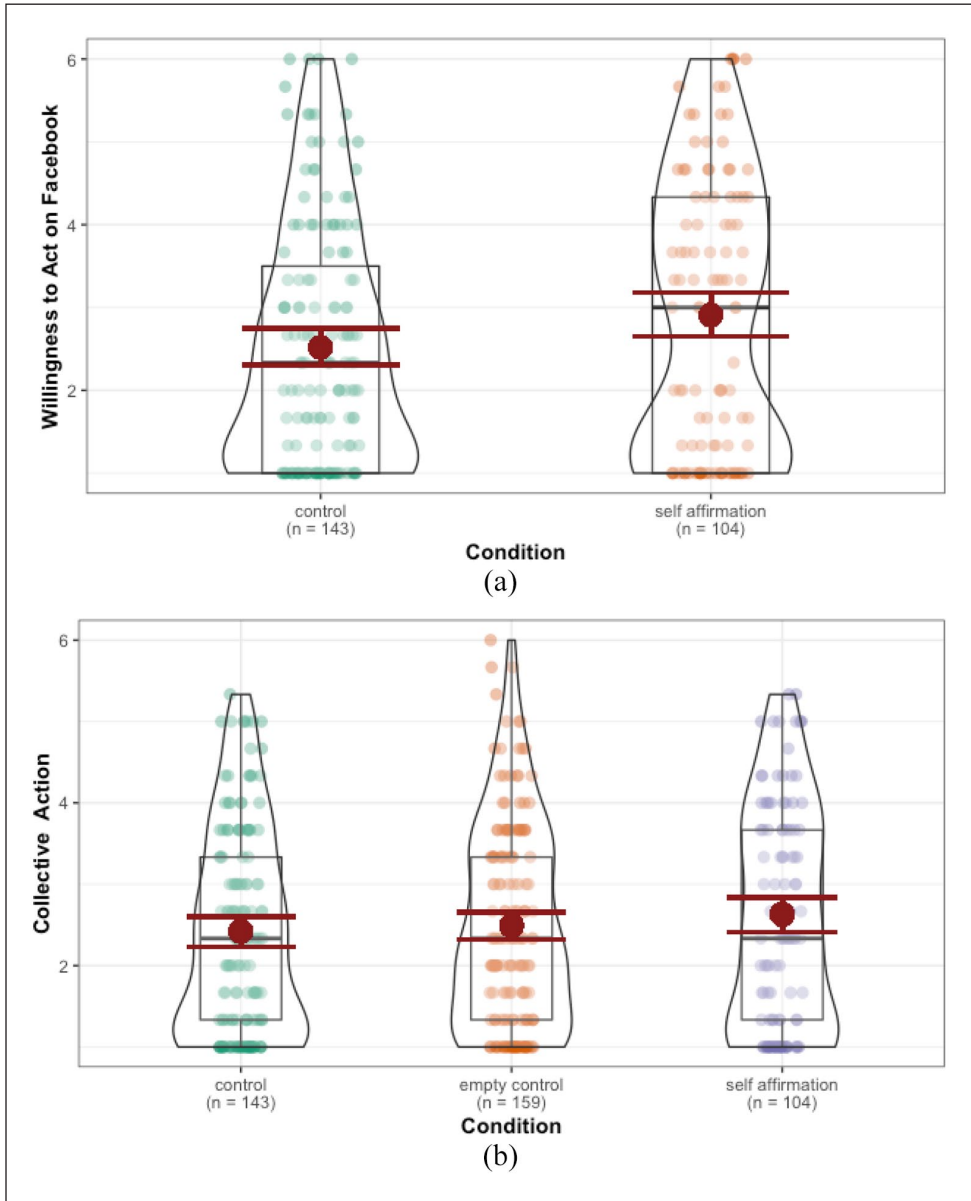 Willingness to Act on Facebook
6
4
2
control
(n = 143)
self affirmation
(n = 104)
Condition
(a)
Collective Action
6
4
2
control
(n = 143)
empty control
(n = 159)
self affirmation
(n = 104)
Condition
(b)